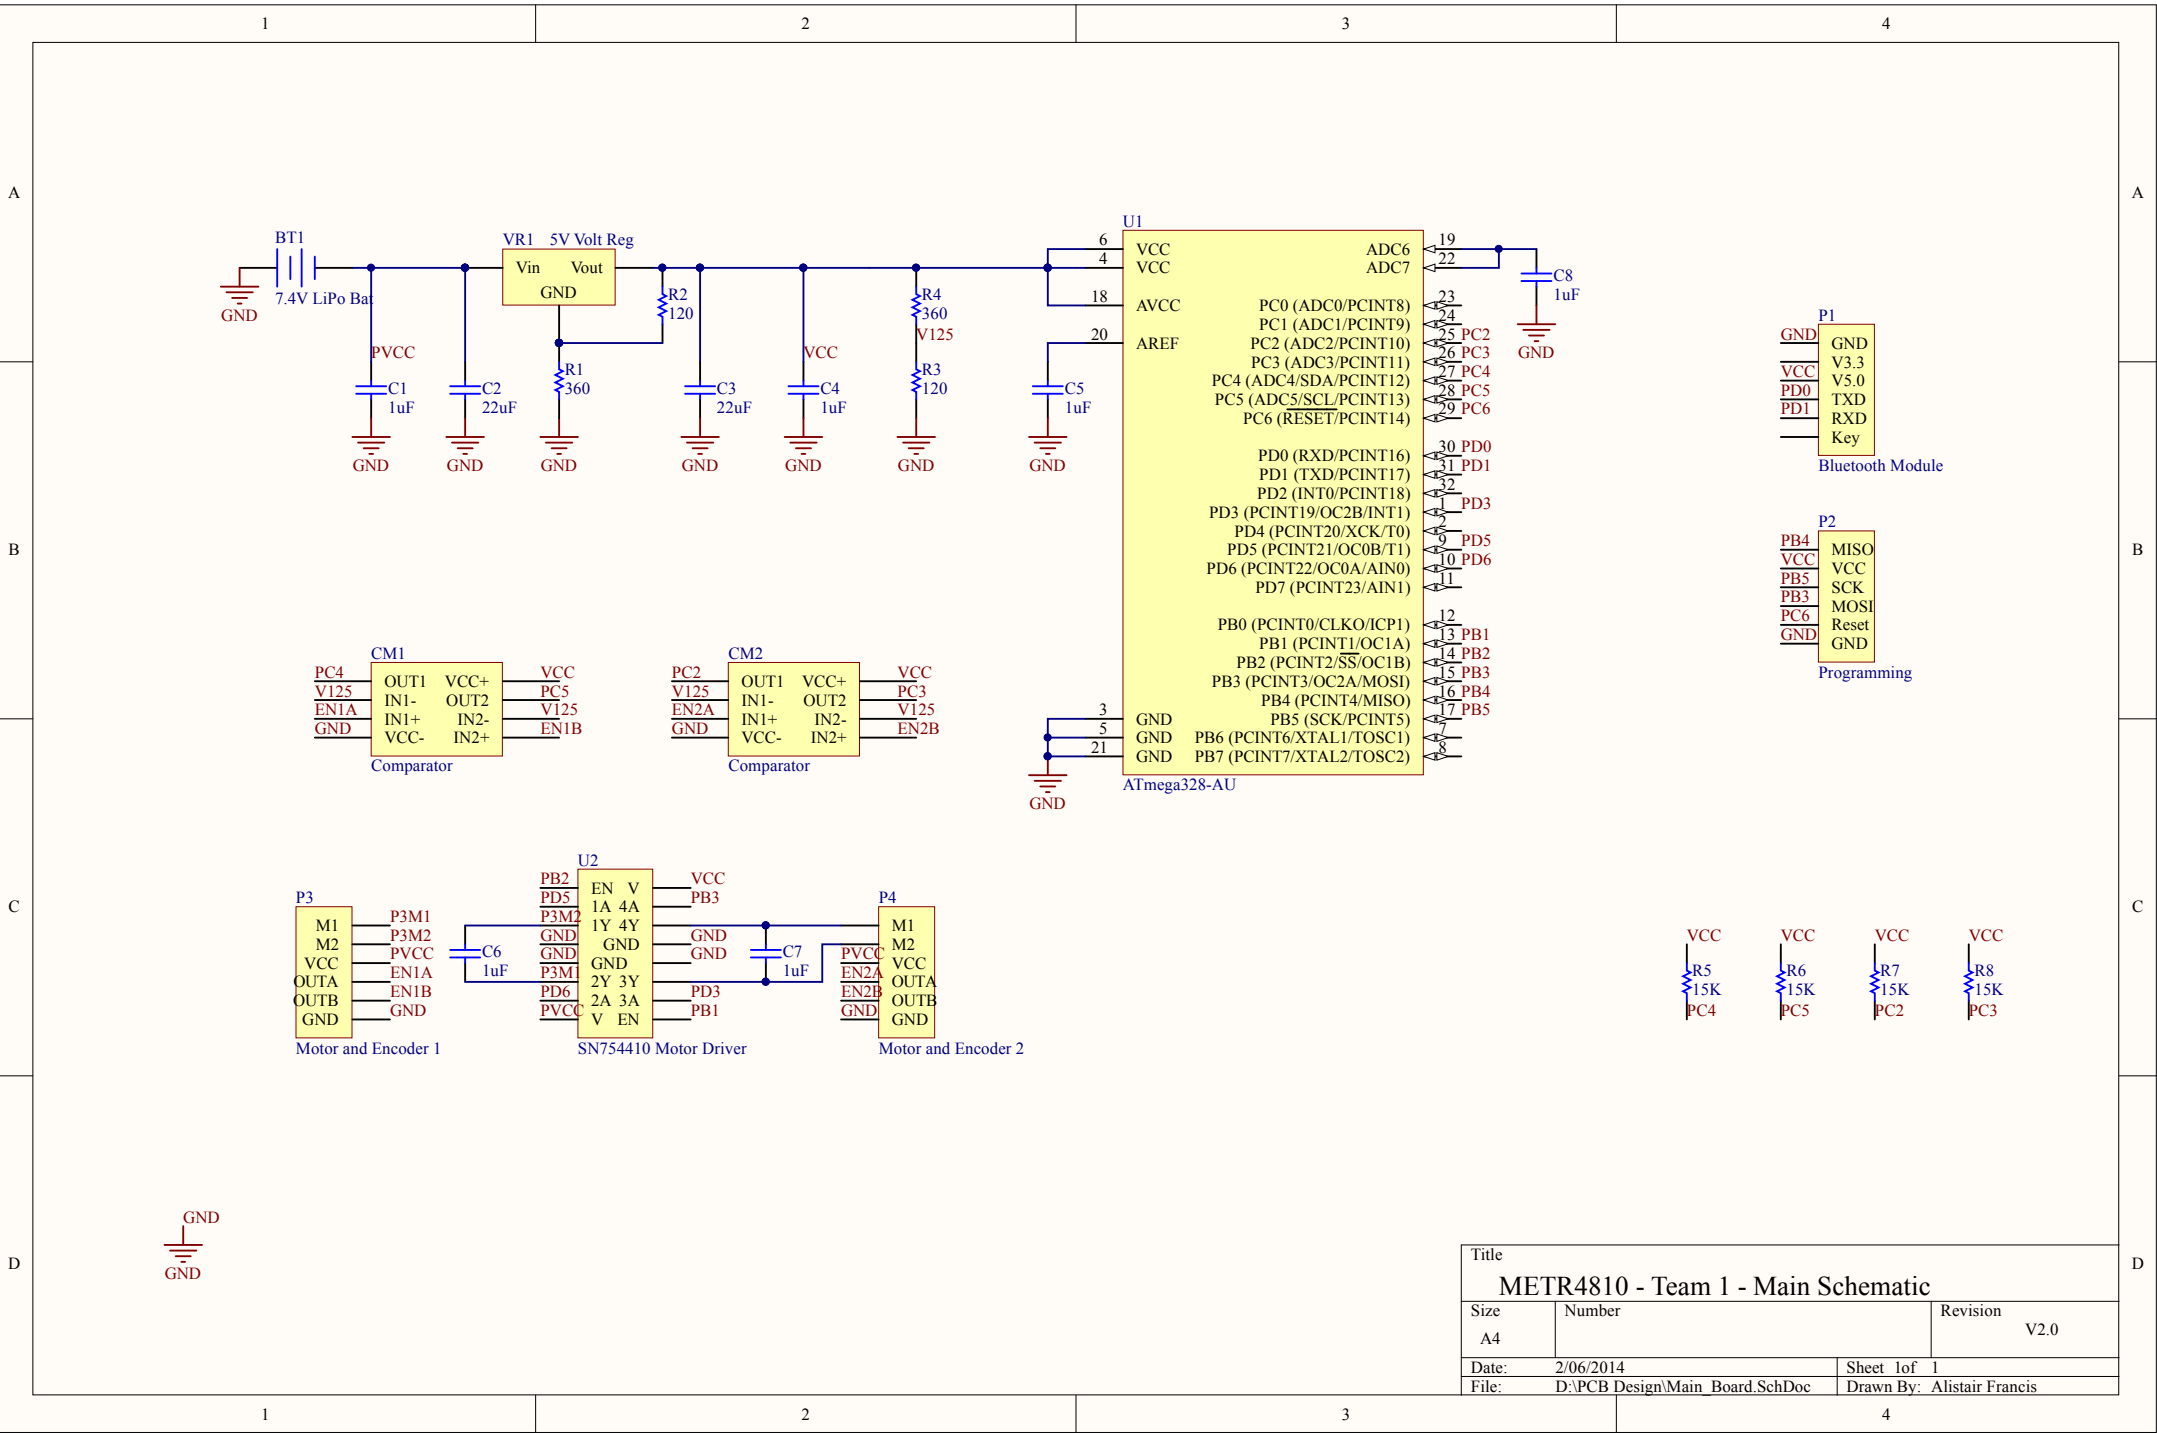 1 2 3 4
A A
B B
C C
D D
BT1
7.4V LiPo Bat
GND
PVCC
C1
1uF
GND
C2
22uF
GND
VR1 5V Volt Reg
Vin Vout
GND
R1
360
GND
R2
120
C3
22uF
GND
VCC
C4
1uF
GND
R4
360
V125
R3
120
GND
C5
1uF
GND
U1
6 VCC
4 VCC
18 AVCC
20 AREF
3 GND
5 GND
21 GND
GND
ADC6 19
ADC7 22
PC0 (ADC0/PCINT8) 23
PC1 (ADC1/PCINT9) 24
PC2 (ADC2/PCINT10) 25 PC2
PC3 (ADC3/PCINT11) 26 PC3
PC4 (ADC4/SDA/PCINT12) 27 PC4
PC5 (ADC5/SCL/PCINT13) 28 PC5
PC6 (RESET/PCINT14) 29 PC6
PD0 (RXD/PCINT16) 30 PD0
PD1 (TXD/PCINT17) 31 PD1
PD2 (INT0/PCINT18) 32
PD3 (PCINT19/OC2B/INT1) 1 PD3
PD4 (PCINT20/XCK/T0) 2
PD5 (PCINT21/OC0B/T1) 9 PD5
PD6 (PCINT22/OC0A/AIN0) 10 PD6
PD7 (PCINT23/AIN1) 11
PB0 (PCINT0/CLKO/ICP1) 12
PB1 (PCINT1/OC1A) 13 PB1
PB2 (PCINT2/SS/OC1B) 14 PB2
PB3 (PCINT3/OC2A/MOSI) 15 PB3
PB4 (PCINT4/MISO) 16 PB4
PB5 (SCK/PCINT5) 17 PB5
PB6 (PCINT6/XTAL1/TOSC1) 7
PB7 (PCINT7/XTAL2/TOSC2) 8
ATmega328-AU
C8
1uF
GND
P1
GND GND
V3.3
VCC V5.0
PD0 TXD
PD1 RXD
Key
Bluetooth Module
P2
PB4 MISO
VCC VCC
PB5 SCK
PB3 MOSI
PC6 Reset
GND GND
Programming
CM1
PC4 OUT1 VCC+ VCC
V125 IN1- OUT2 PC5
EN1A IN1+ IN2- V125
GND VCC- IN2+ EN1B
Comparator
CM2
PC2 OUT1 VCC+ VCC
V125 IN1- OUT2 PC3
EN2A IN1+ IN2- V125
GND VCC- IN2+ EN2B
Comparator
P3
M1 P3M1
M2 P3M2
VCC PVCC
OUTA EN1A
OUTB EN1B
GND GND
Motor and Encoder 1
C6
1uF
U2
PB2 EN V VCC
PD5 1A 4A PB3
P3M2 1Y 4Y
GND GND GND
GND GND GND
P3M1 2Y 3Y
PD6 2A 3A PD3
PVCC V EN PB1
SN754410 Motor Driver
C7
1uF
P4
M1
M2
PVCC VCC
EN2A OUTA
EN2B OUTB
GND GND
Motor and Encoder 2
VCC VCC VCC VCC
R5 R6 R7 R8
15K 15K 15K 15K
PC4 PC5 PC2 PC3
GND
GND
Title
METR4810 - Team 1 - Main Schematic
Size Number Revision
A4 V2.0
Date: 2/06/2014 Sheet 1of 1
File: D:\PCB Design\Main_Board.SchDoc Drawn By: Alistair Francis
1 2 3 4